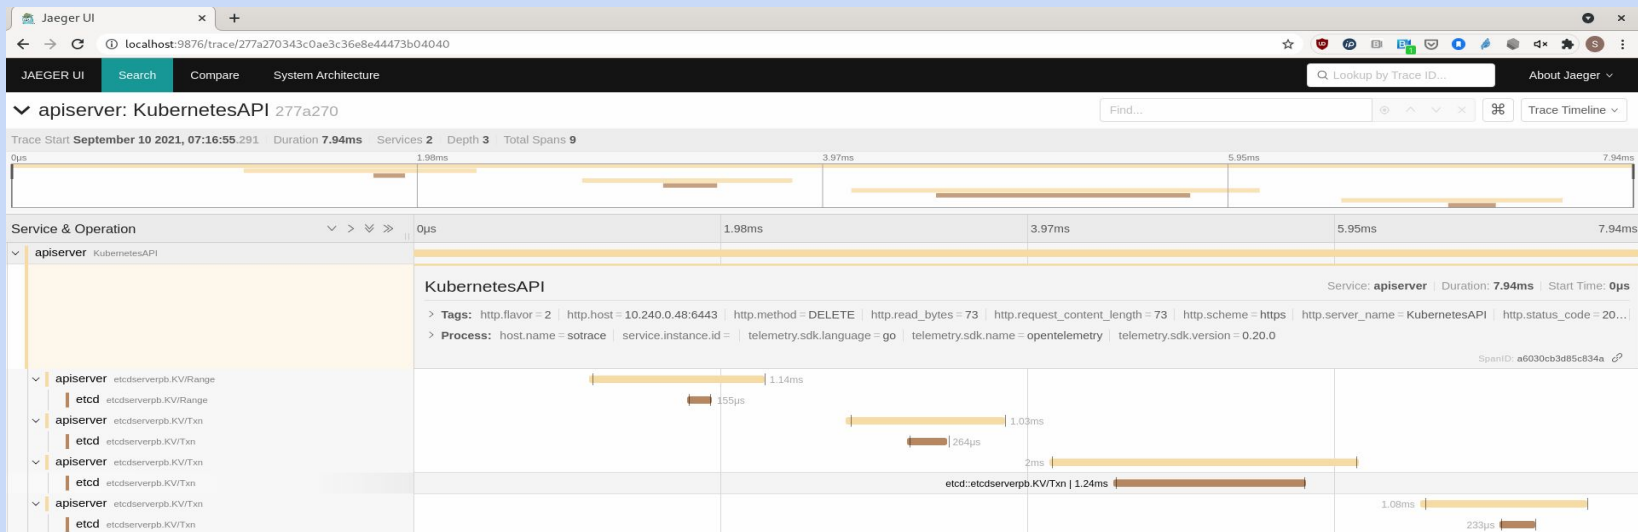 Jaeger UI
localhost:9876/trace/277a270343c0ae3c36e8e44473b04040
JAEGER UI Search Compare System Architecture Lookup by Trace ID... About Jaeger
apiserver: KubernetesAPI 277a270 Find... Trace Timeline
Trace Start September 10 2021, 07:16:55.291 Duration 7.94ms Services 2 Depth 3 Total Spans 9
0μs 1.98ms 3.97ms 5.95ms 7.94ms
Service & Operation 0μs 1.98ms 3.97ms 5.95ms 7.94ms
apiserver KubernetesAPI
KubernetesAPI Service: apiserver Duration: 7.94ms Start Time: 0μs
Tags: http.flavor = 2 http.host = 10.240.0.48:6443 http.method = DELETE http.read_bytes = 73 http.request_content_length = 73 http.scheme = https http.server_name = KubernetesAPI http.status_code = 20...
Process: host.name = sotrace service.instance.id = telemetry.sdk.language = go telemetry.sdk.name = opentelemetry telemetry.sdk.version = 0.20.0
SpanID: a6030cb3d85c834a
apiserver etcdserverpb.KV/Range 1.14ms
etcd etcdserverpb.KV/Range 155μs
apiserver etcdserverpb.KV/Txn 1.03ms
etcd etcdserverpb.KV/Txn 264μs
apiserver etcdserverpb.KV/Txn 2ms
etcd etcdserverpb.KV/Txn etcd::etcdserverpb.KV/Txn | 1.24ms
apiserver etcdserverpb.KV/Txn 1.08ms
etcd etcdserverpb.KV/Txn 233μs